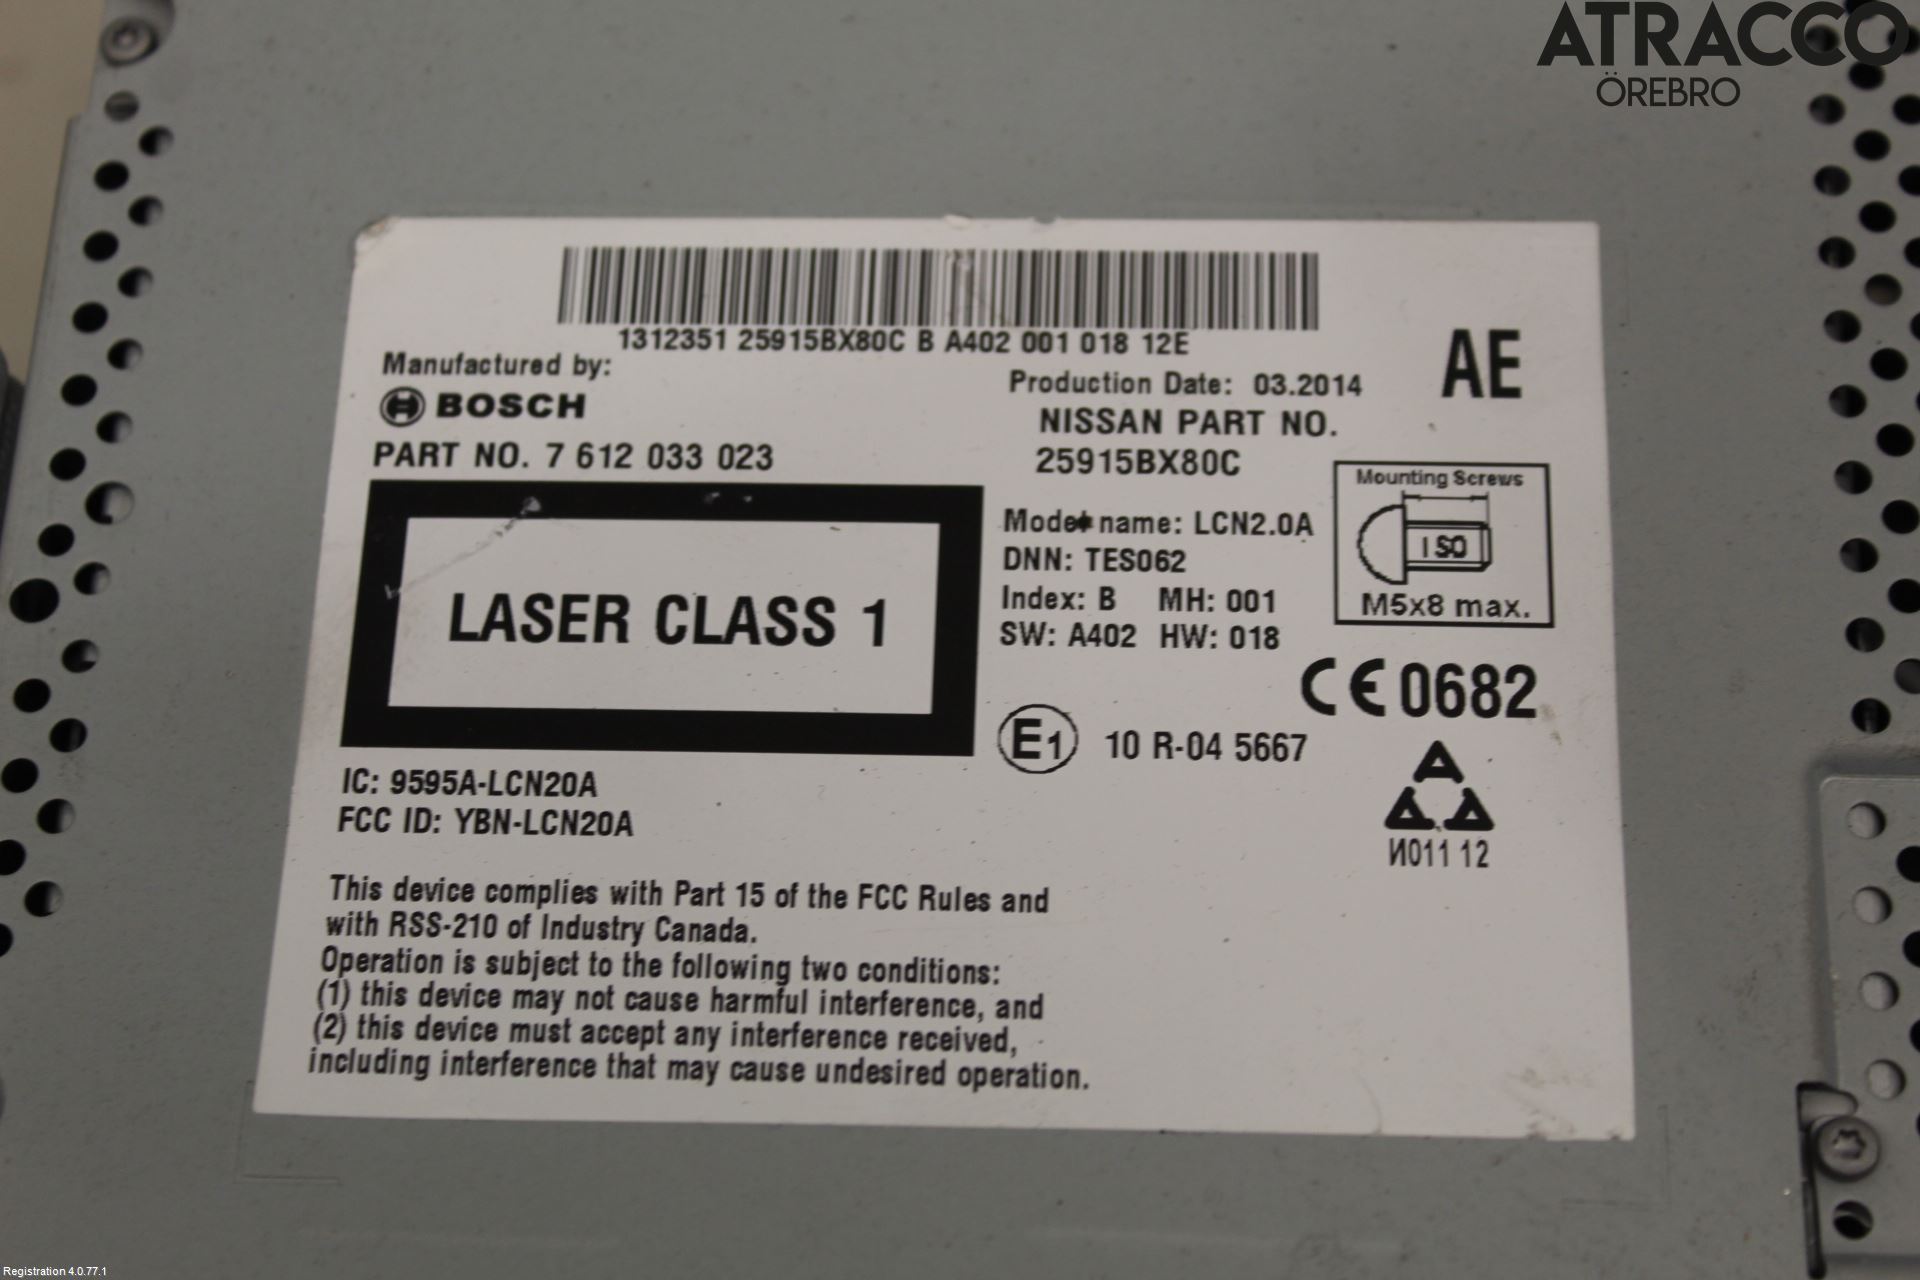 ATRACCO
ÖREBRO
1312351 25915BX80C B A402 001 018 12E
Manufactured by:
BOSCH
PART NO. 7 612 033 023
Production Date: 03.2014
AE
NISSAN PART NO.
25915BX80C
LASER CLASS 1
Model name: LCN2.0A
DNN: TES062
Index: B MH: 001
SW: A402 HW: 018
Mounting Screws
ISO
M5x8 max.
CE 0682
E1 10 R-04 5667
И011 12
IC: 9595A-LCN20A
FCC ID: YBN-LCN20A
This device complies with Part 15 of the FCC Rules and
with RSS-210 of Industry Canada.
Operation is subject to the following two conditions:
(1) this device may not cause harmful interference, and
(2) this device must accept any interference received,
including interference that may cause undesired operation.
Registration 4.0.77.1